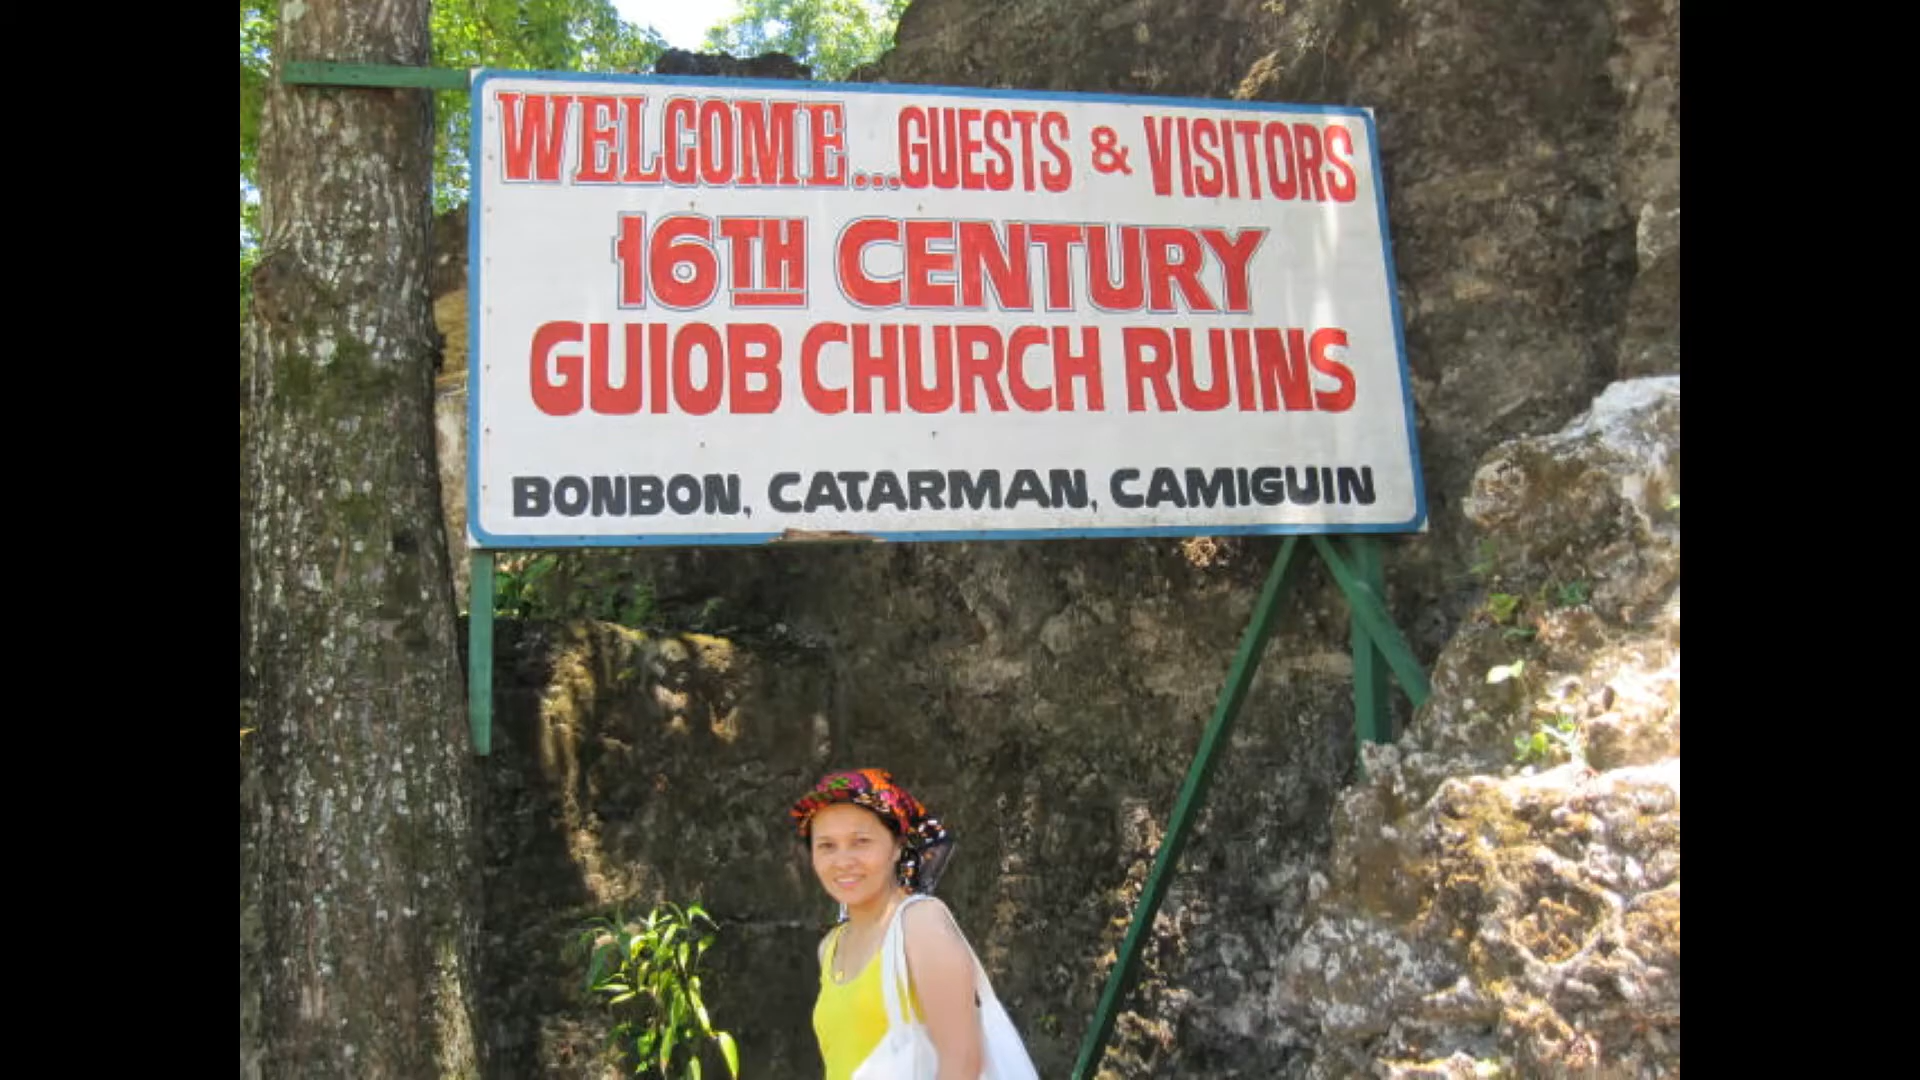 WELCOME...GUESTS & VISITORS
16TH CENTURY
GUIOB CHURCH RUINS
BONBON, CATARMAN, CAMIGUIN